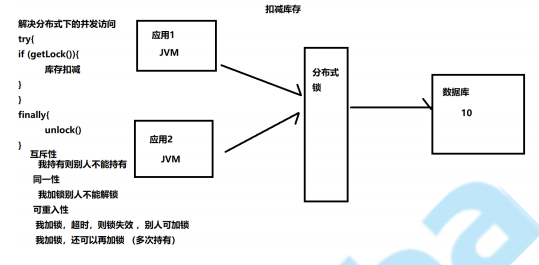 扣减库存
解决分布式下的并发访问
try{
if (getLock()){
库存扣减
}
}
finally{
unlock()
}
互斥性
我持有则别人不能持有
同一性
我加锁别人不能解锁
可重入性
我加锁，超时，则锁失效 ，别人可加锁
我加锁，还可以再加锁 （多次持有）
应用1
JVM
应用2
JVM
分布式
锁
数据库
10